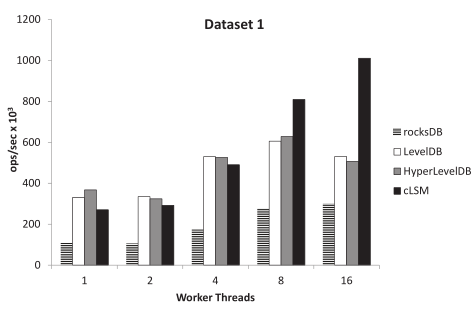 Dataset 1
1200
1000
800
600
400
200
0
ops/sec x 10³
1 2 4 8 16
Worker Threads
rocksDB
LevelDB
HyperLevelDB
cLSM